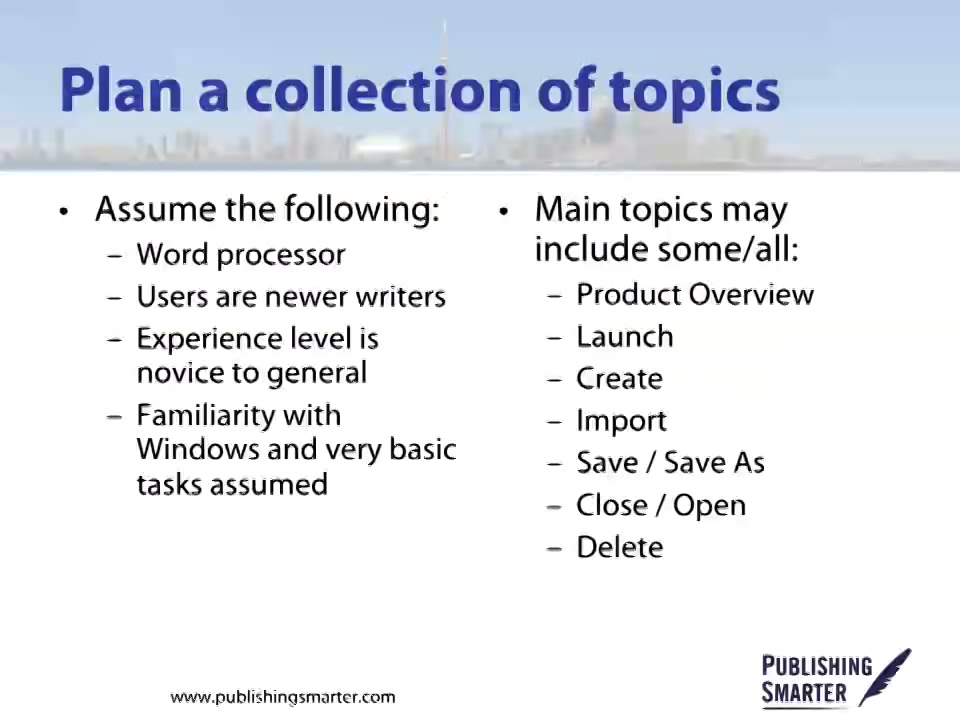 Plan a collection of topics
• Assume the following:
– Word processor
– Users are newer writers
– Experience level is
novice to general
– Familiarity with
Windows and very basic
tasks assumed
• Main topics may
include some/all:
– Product Overview
– Launch
– Create
– Import
– Save / Save As
– Close / Open
– Delete
www.publishingsmarter.com
PUBLISHING
SMARTER